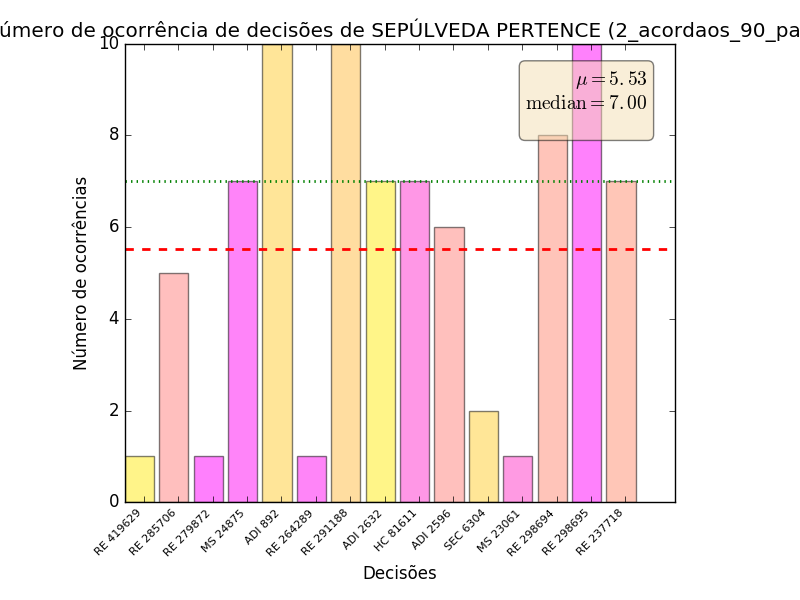 úmero de ocorrência de decisões de SEPÚLVEDA PERTENCE (2_acordaos_90_pa
μ = 5.53
median = 7.00
Número de ocorrências
10
8
6
4
2
0
RE 419629
RE 285706
RE 279872
MS 24875
ADI 892
RE 264289
RE 291188
ADI 2632
HC 81611
ADI 2596
SEC 6304
MS 23061
RE 298694
RE 298695
RE 237718
Decisões